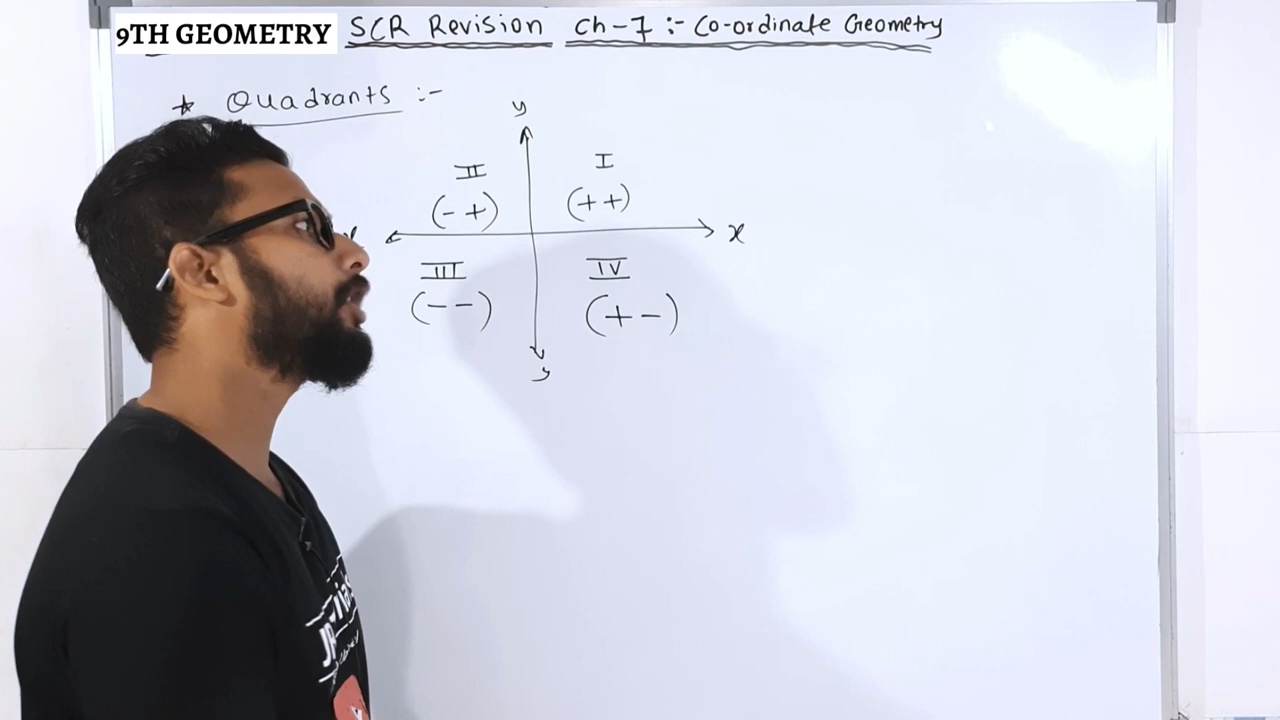 9TH GEOMETRY SCR Revision Ch-7 :- Co-ordinate Geometry
* Quadrants :-
y
II I
(- +) (+ +)
x
III IV
(- -) (+ -)
y